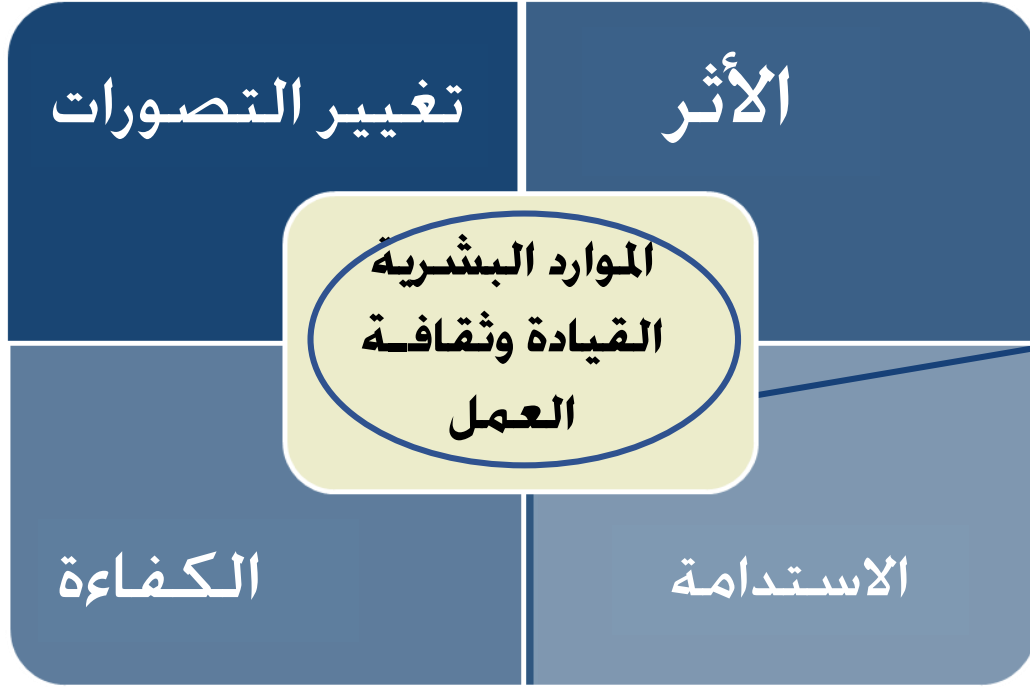 الأثر
تغيير التصورات
الموارد البشرية
القيادة وثقافة
العمل
الاستدامة
الكفاءة